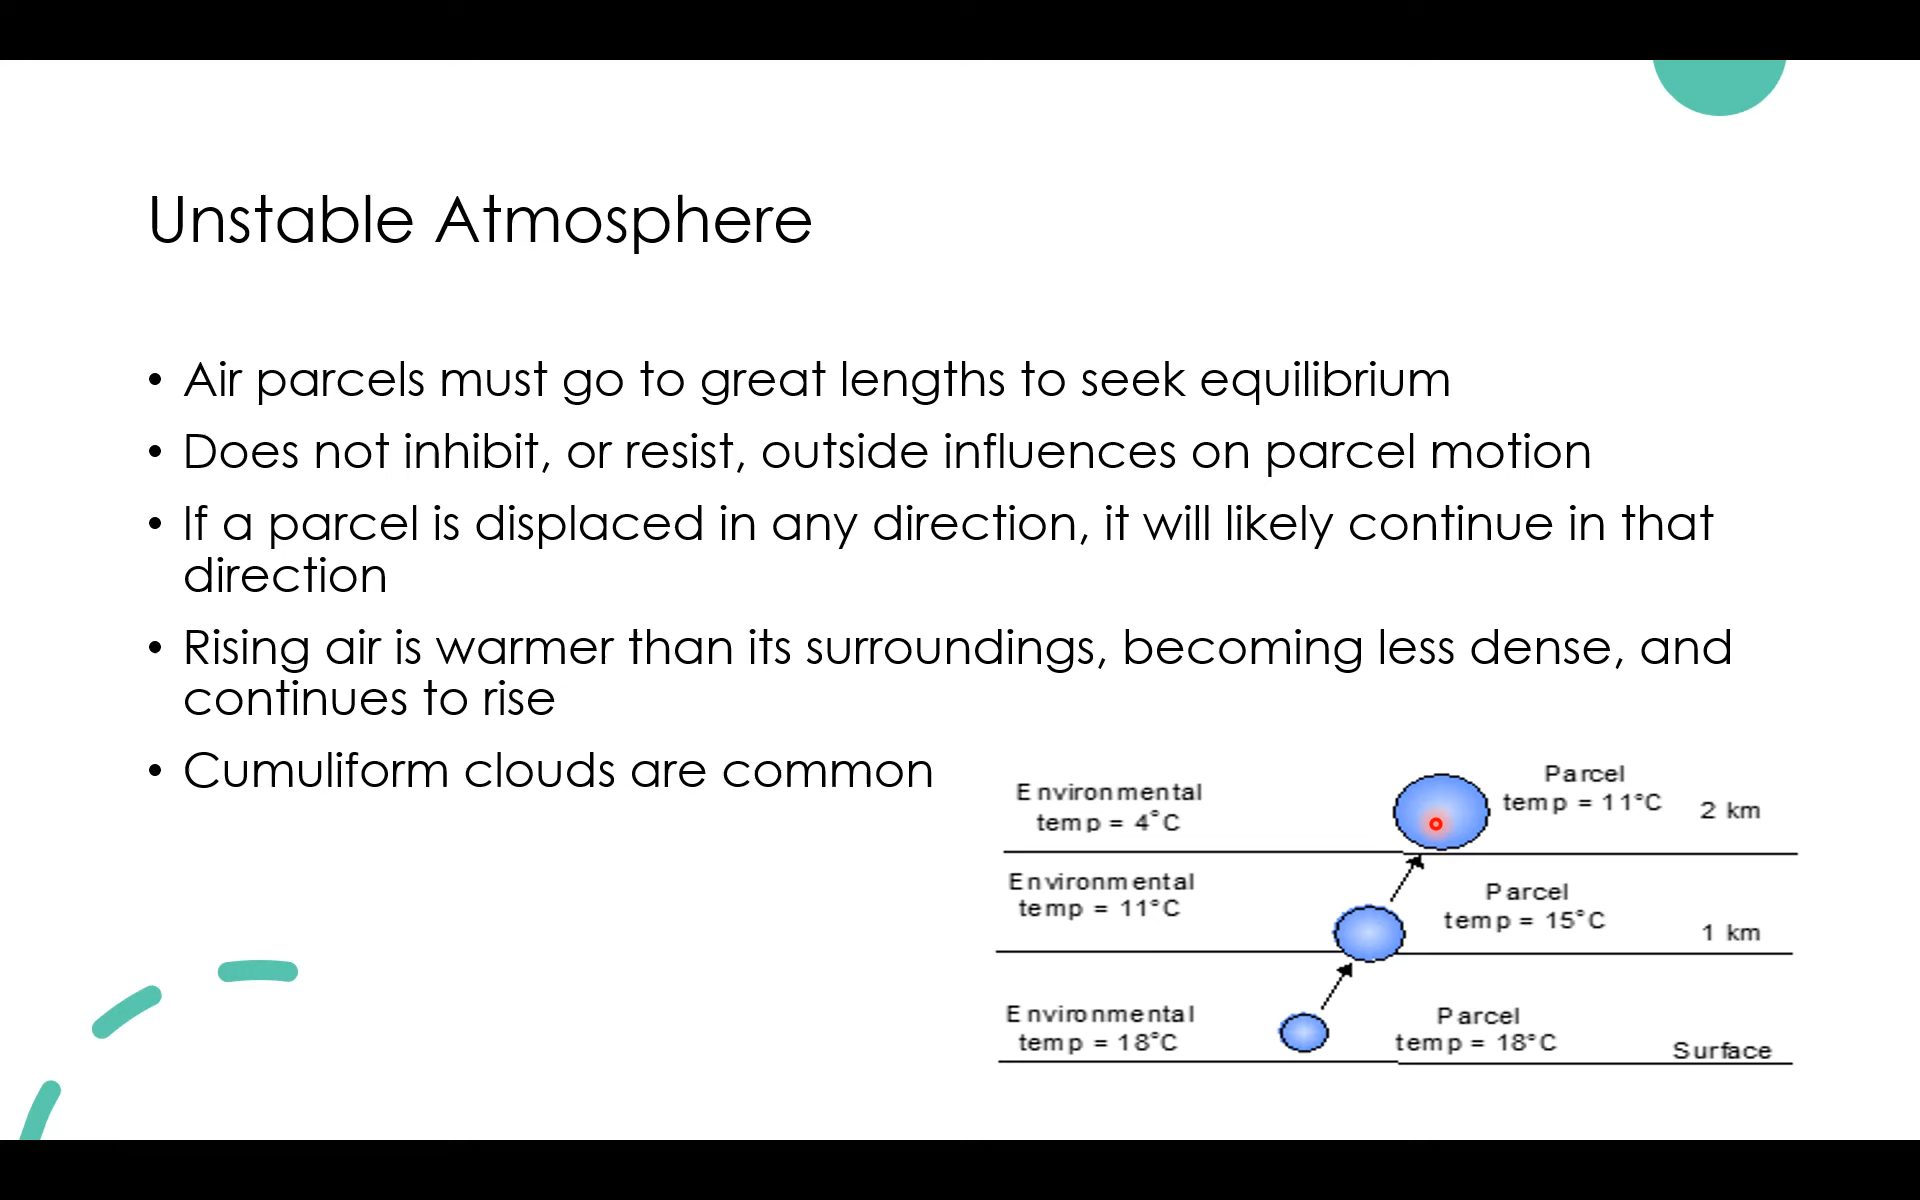 Unstable Atmosphere
• Air parcels must go to great lengths to seek equilibrium
• Does not inhibit, or resist, outside influences on parcel motion
• If a parcel is displaced in any direction, it will likely continue in that
direction
• Rising air is warmer than its surroundings, becoming less dense, and
continues to rise
• Cumuliform clouds are common
Environmental
temp = 4°C
Parcel
temp = 11°C
2 km
Environmental
temp = 11°C
Parcel
temp = 15°C
1 km
Environmental
temp = 18°C
Parcel
temp = 18°C
Surface